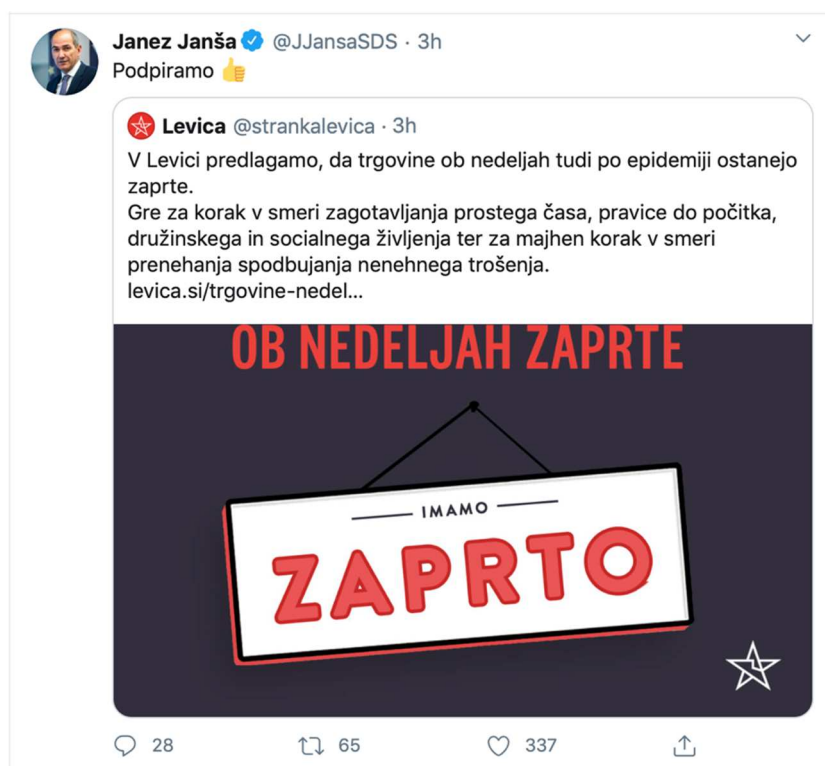 Janez Janša @JJansaSDS · 3h
Podpiramo 👍
Levica @strankalevica · 3h
V Levici predlagamo, da trgovine ob nedeljah tudi po epidemiji ostanejo
zaprte.
Gre za korak v smeri zagotavljanja prostega časa, pravice do počitka,
družinskega in socialnega življenja ter za majhen korak v smeri
prenehanja spodbujanja nenehnega trošenja.
levica.si/trgovine-nedel...
OB NEDELJAH ZAPRTE
IMAMO
ZAPRTO
28 65 337